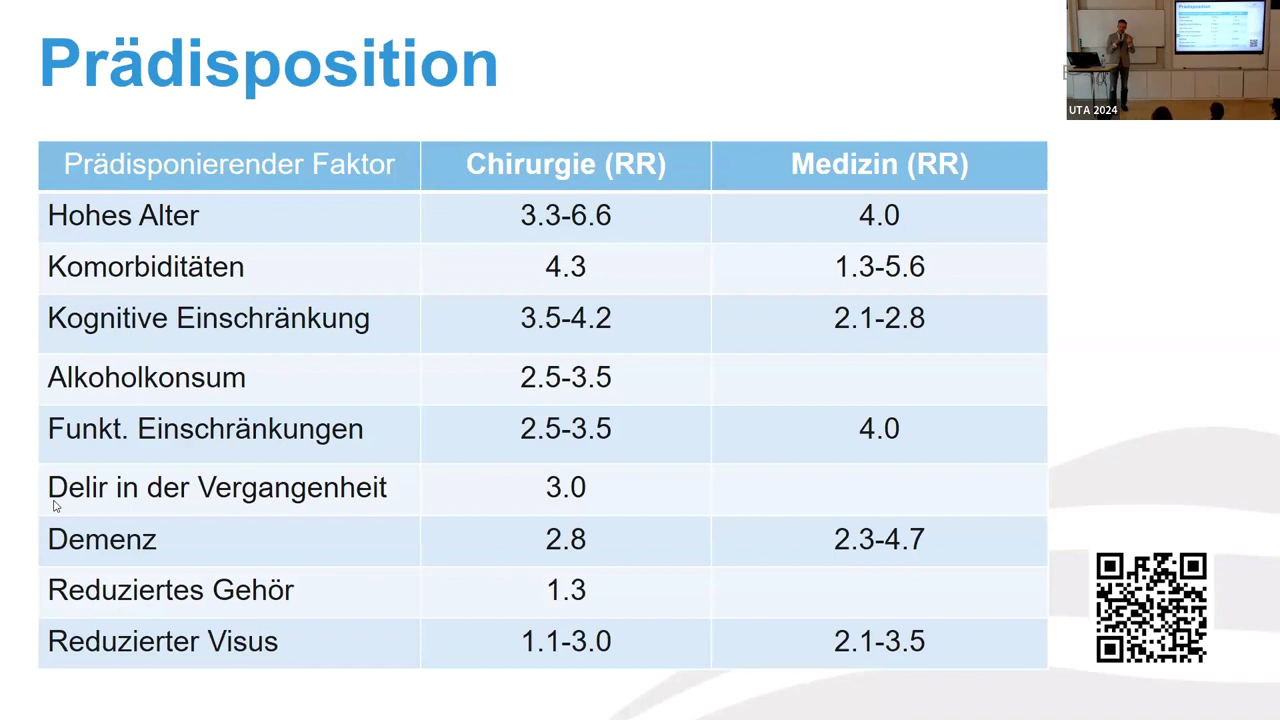 Prädisposition
Prädisponierender Faktor Chirurgie (RR) Medizin (RR)
Hohes Alter 3.3-6.6 4.0
Komorbiditäten 4.3 1.3-5.6
Kognitive Einschränkung 3.5-4.2 2.1-2.8
Alkoholkonsum 2.5-3.5
Funkt. Einschränkungen 2.5-3.5 4.0
Delir in der Vergangenheit 3.0
Demenz 2.8 2.3-4.7
Reduziertes Gehör 1.3
Reduzierter Visus 1.1-3.0 2.1-3.5
UTA 2024
Prädisposition